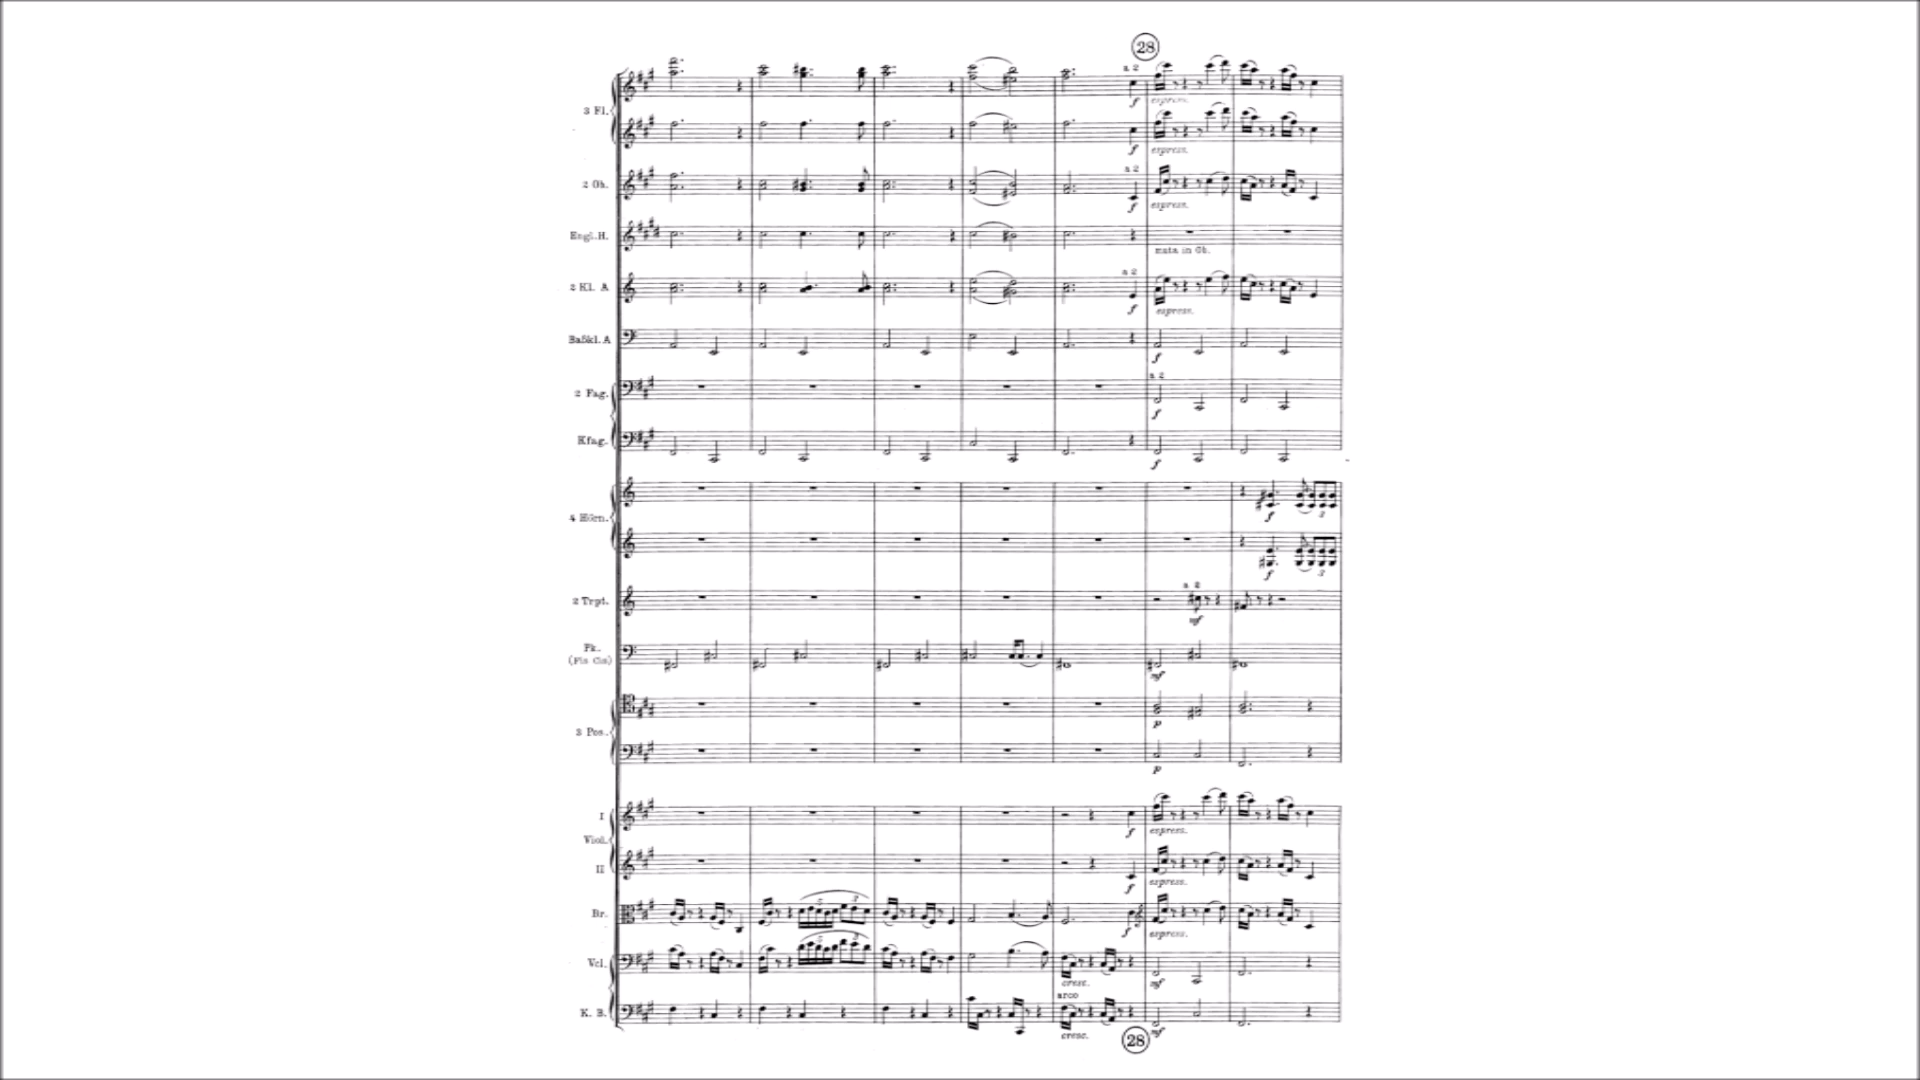 28
a 2
3 Fl.
f espress.
f espress.
a 2
2 Ob.
f espress.
Engl.H.
muta in Ob.
a 2
2 Kl. A
f espress.
Baßkl. A
f
a 2
2 Fag.
f
Kfag.
f
4 Hörn.
f 3
f 3
a 2
2 Trpt.
mf
Pk.
(Fis Cis)
mf
p
3 Pos.
p
I
f espress.
Viol.
II
f espress.
Br.
f espress.
Vcl.
cresc. mf
arco
K. B.
cresc. mf
28